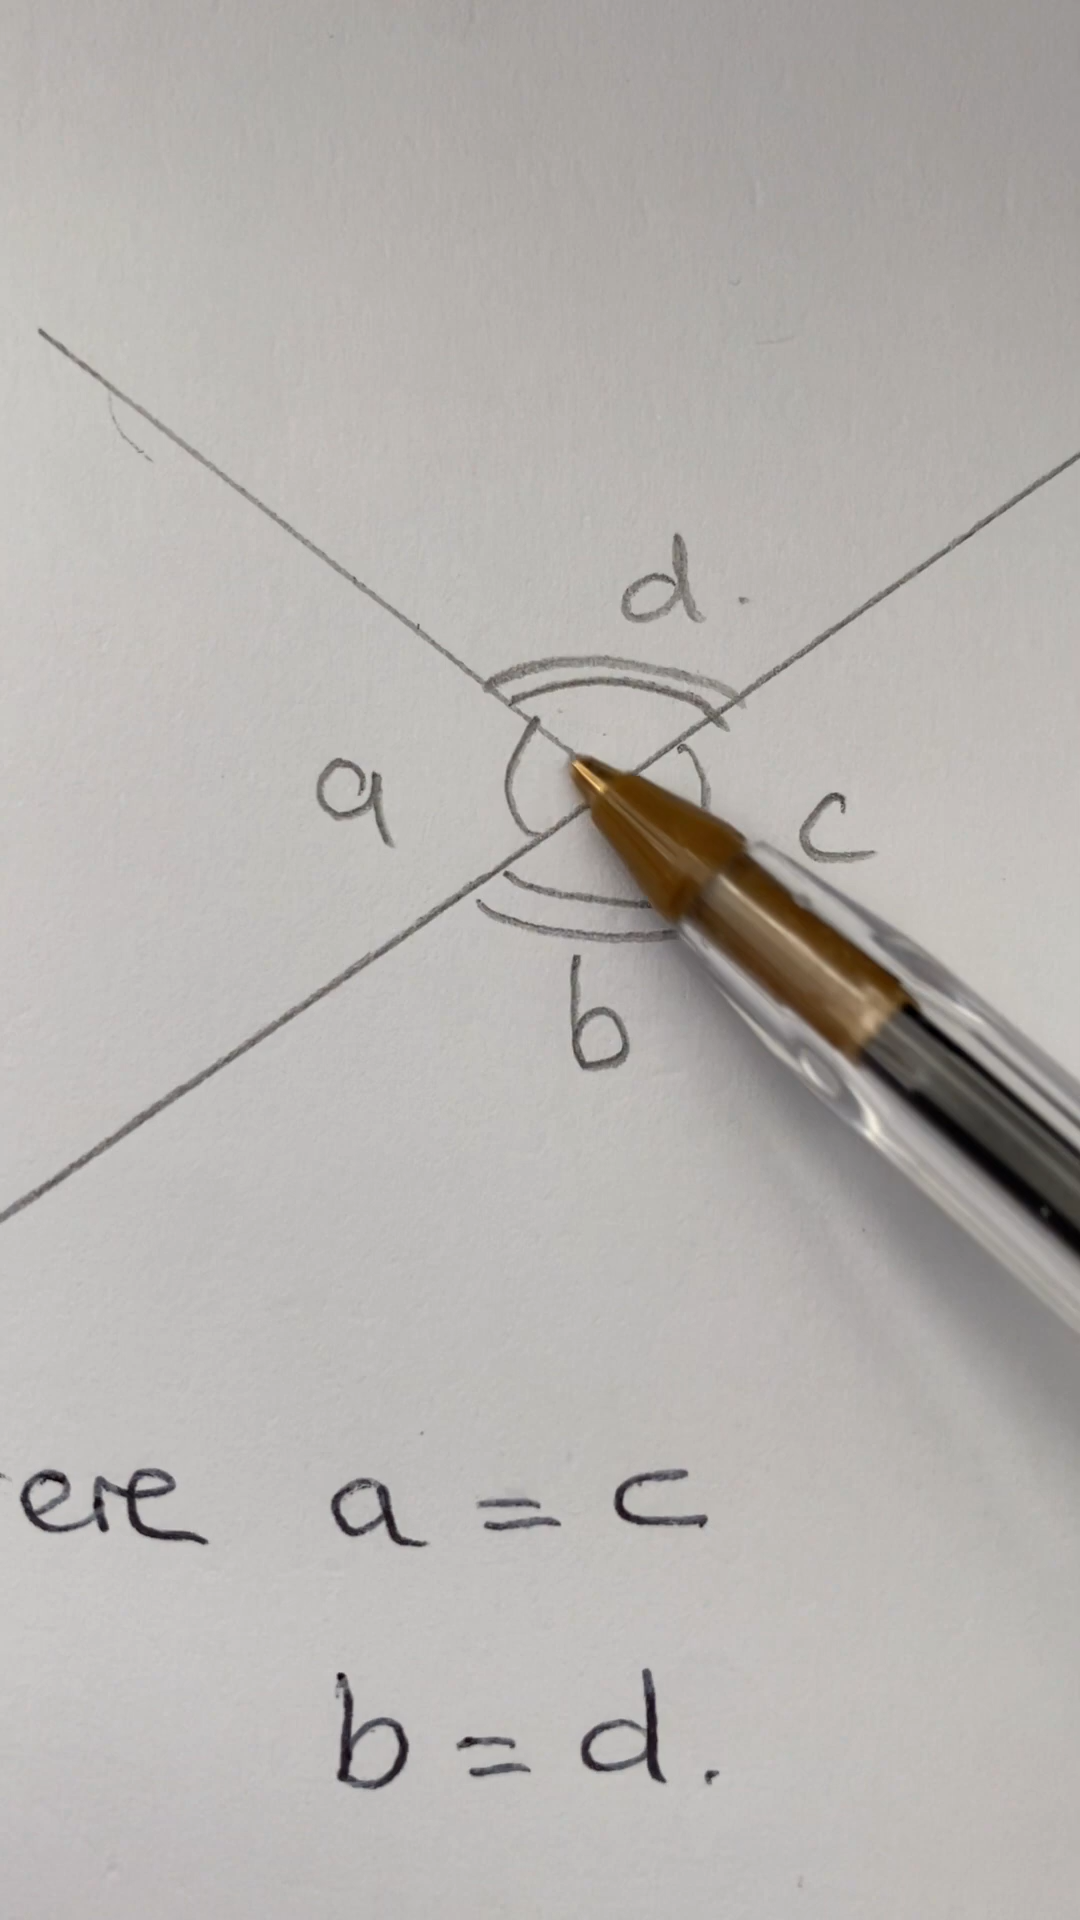 d.
a
c
b
ere a = c
b = d.